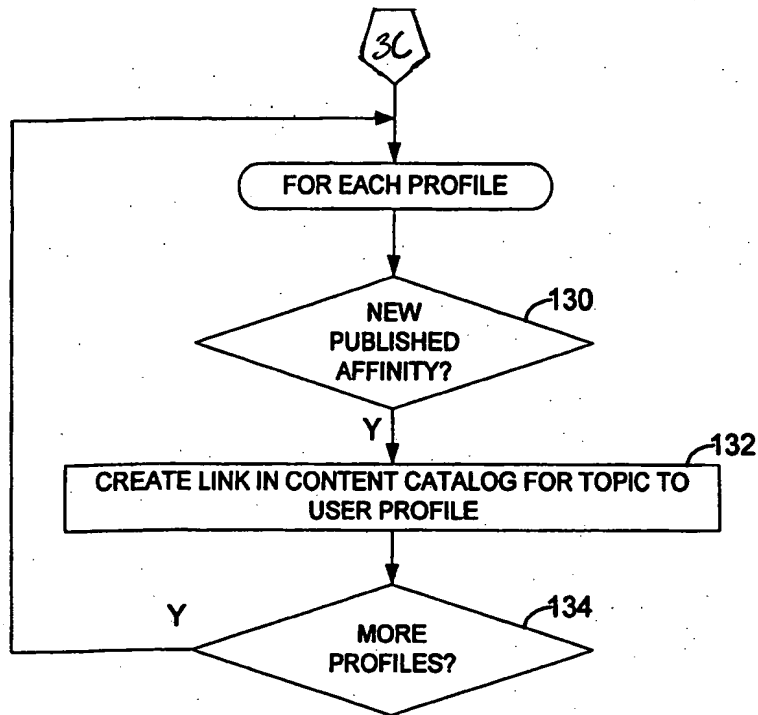 3C
FOR EACH PROFILE
NEW
PUBLISHED
AFFINITY?
130
Y
132
CREATE LINK IN CONTENT CATALOG FOR TOPIC TO
USER PROFILE
134
Y
MORE
PROFILES?